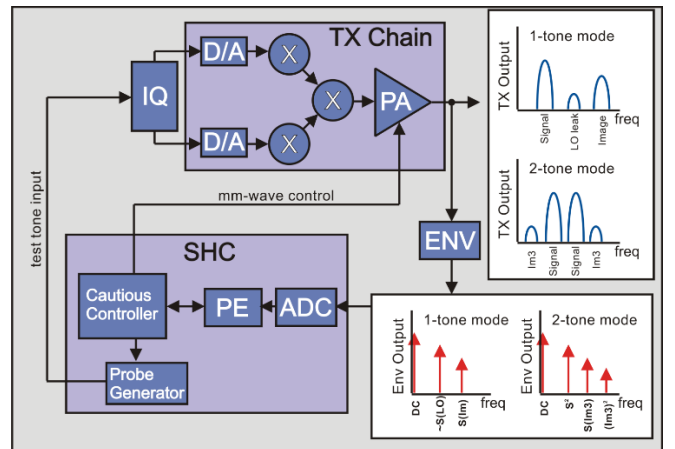 TX Chain
D/A
X
IQ
X
PA
D/A
X
1-tone mode
TX Output
Signal
LO leak
Image
freq
2-tone mode
TX Output
Im3
Signal
Signal
Im3
freq
mm-wave control
test tone input
ENV
SHC
Cautious
Controller
PE
ADC
Probe
Generator
1-tone mode
Env Output
DC
~S(LO)
S(Im)
freq
2-tone mode
Env Output
DC
S²
S(Im3)
(Im3)²
freq